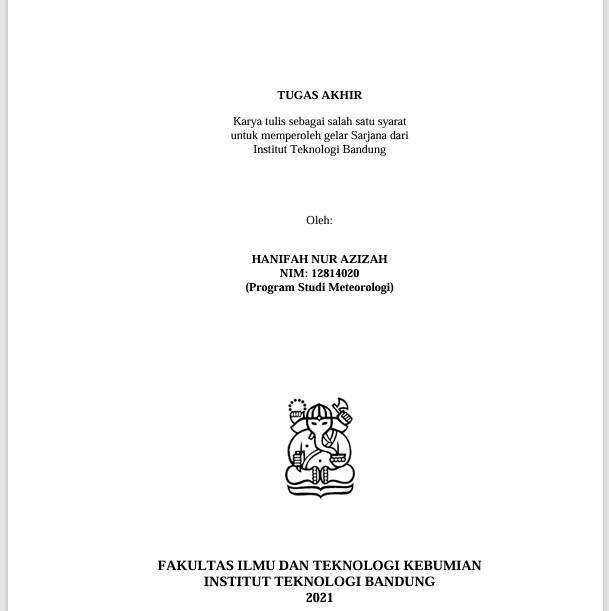 TUGAS AKHIR
Karya tulis sebagai salah satu syarat
untuk memperoleh gelar Sarjana dari
Institut Teknologi Bandung
Oleh:
HANIFAH NUR AZIZAH
NIM: 12814020
(Program Studi Meteorologi)
FAKULTAS ILMU DAN TEKNOLOGI KEBUMIAN
INSTITUT TEKNOLOGI BANDUNG
2021